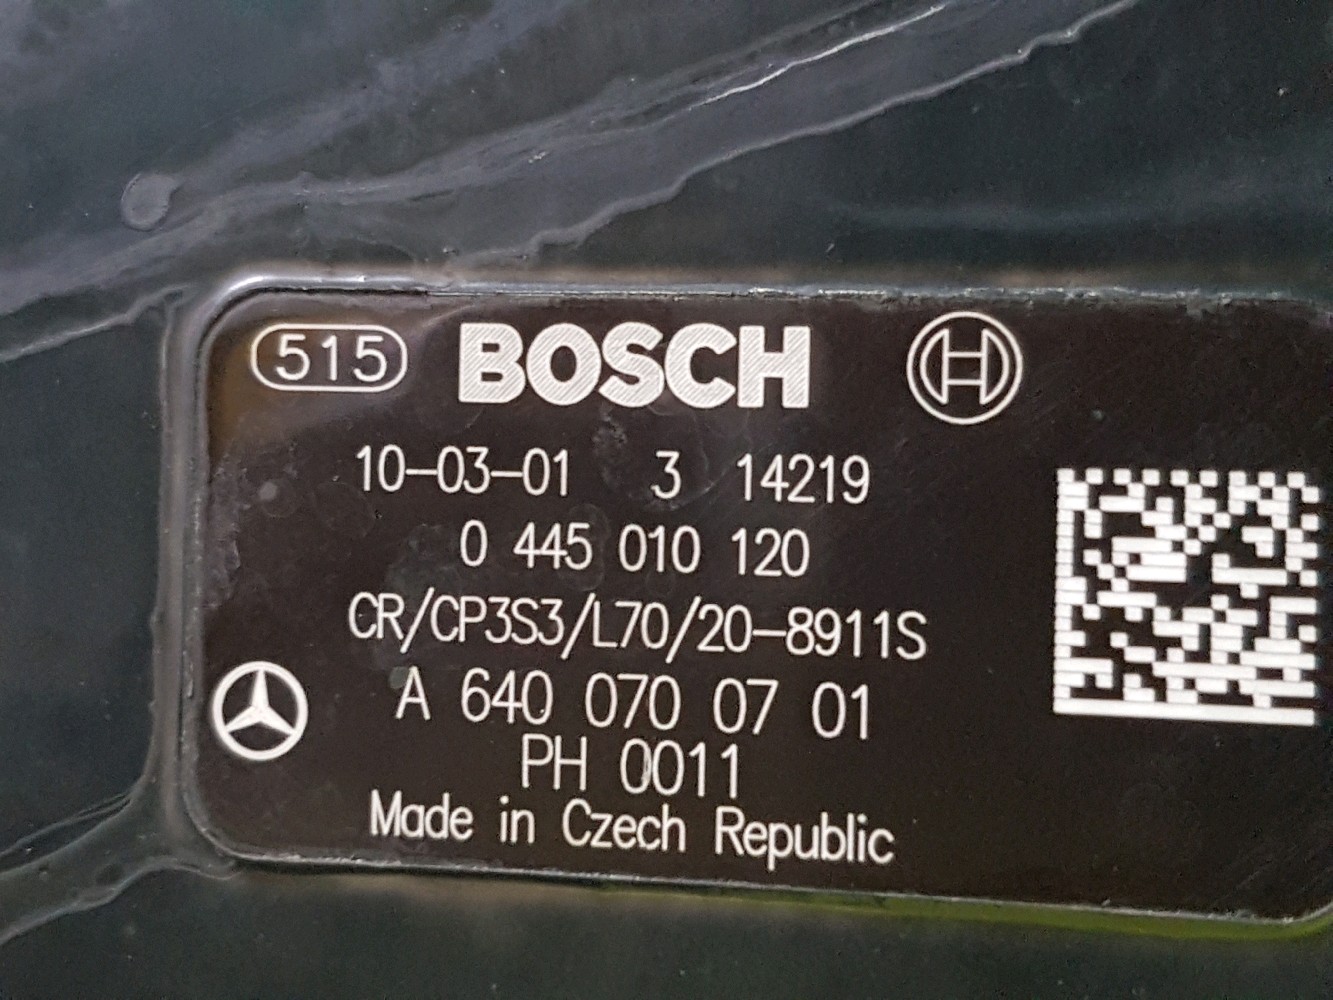 515 BOSCH
10-03-01 3 14219
0 445 010 120
CR/CP3S3/L70/20-8911S
A 640 070 07 01
PH 0011
Made in Czech Republic